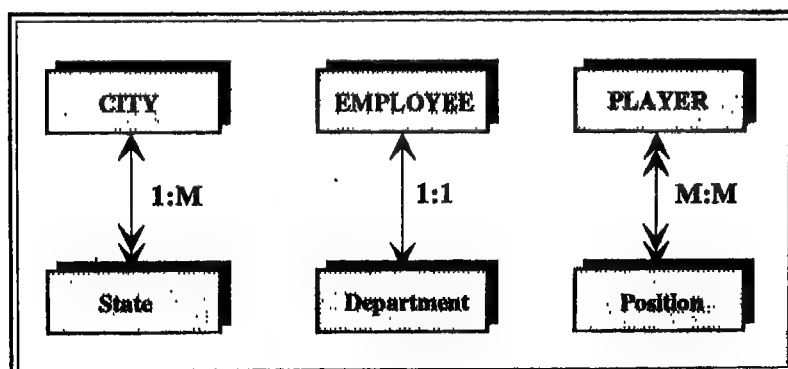 CITY EMPLOYEE PLAYER
1:M 1:1 M:M
State Department Position